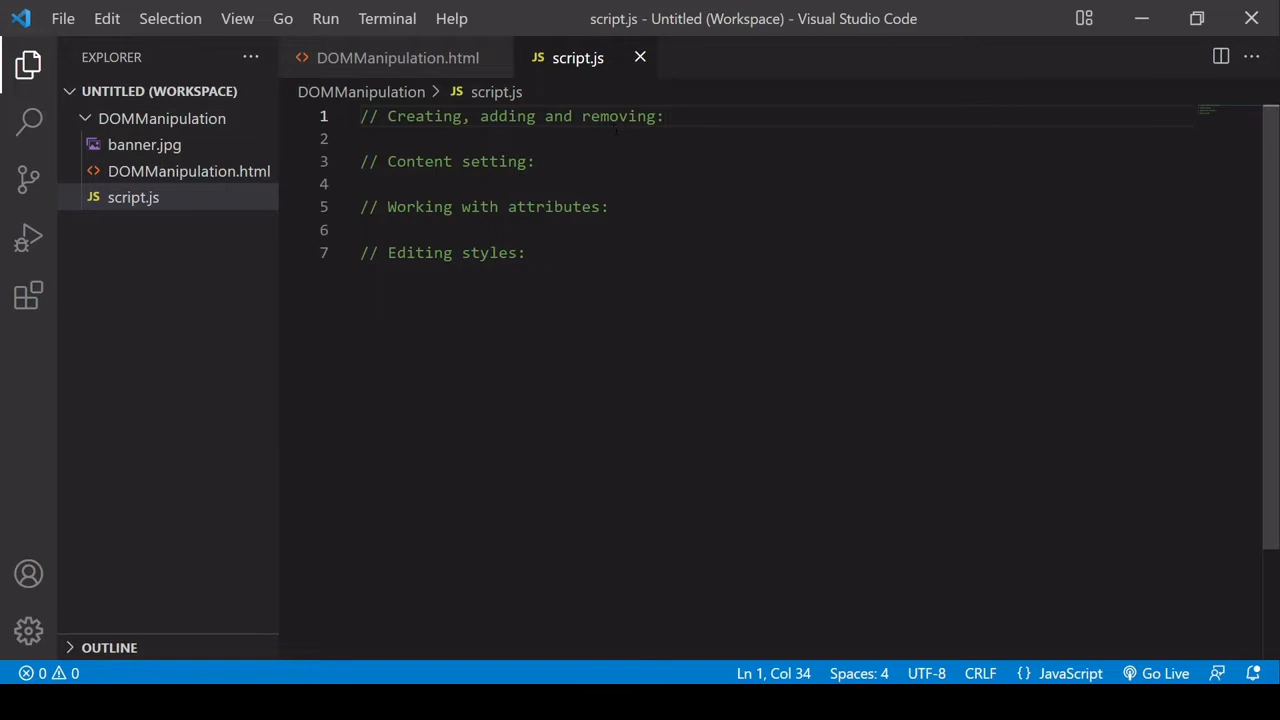 File Edit Selection View Go Run Terminal Help script.js - Untitled (Workspace) - Visual Studio Code
EXPLORER
UNTITLED (WORKSPACE)
DOMManipulation
banner.jpg
DOMManipulation.html
JS script.js
OUTLINE
DOMManipulation.html JS script.js
DOMManipulation > JS script.js
1 // Creating, adding and removing:
2
3 // Content setting:
4
5 // Working with attributes:
6
7 // Editing styles:
0 0 Ln 1, Col 34 Spaces: 4 UTF-8 CRLF {} JavaScript Go Live